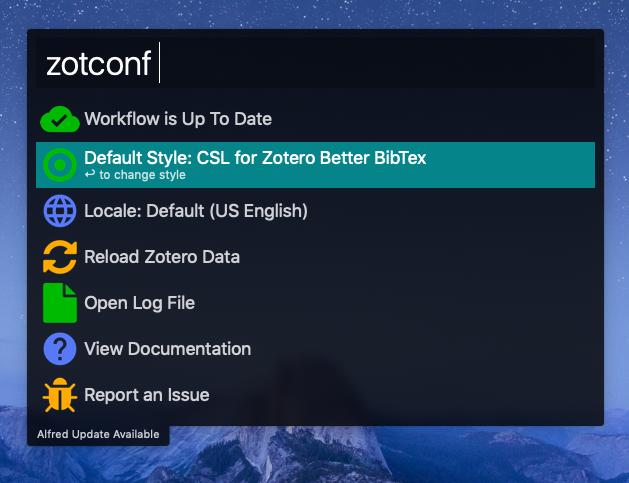 zotconf
Workflow is Up To Date
Default Style: CSL for Zotero Better BibTex
↩ to change style
Locale: Default (US English)
Reload Zotero Data
Open Log File
View Documentation
Report an Issue
Alfred Update Available